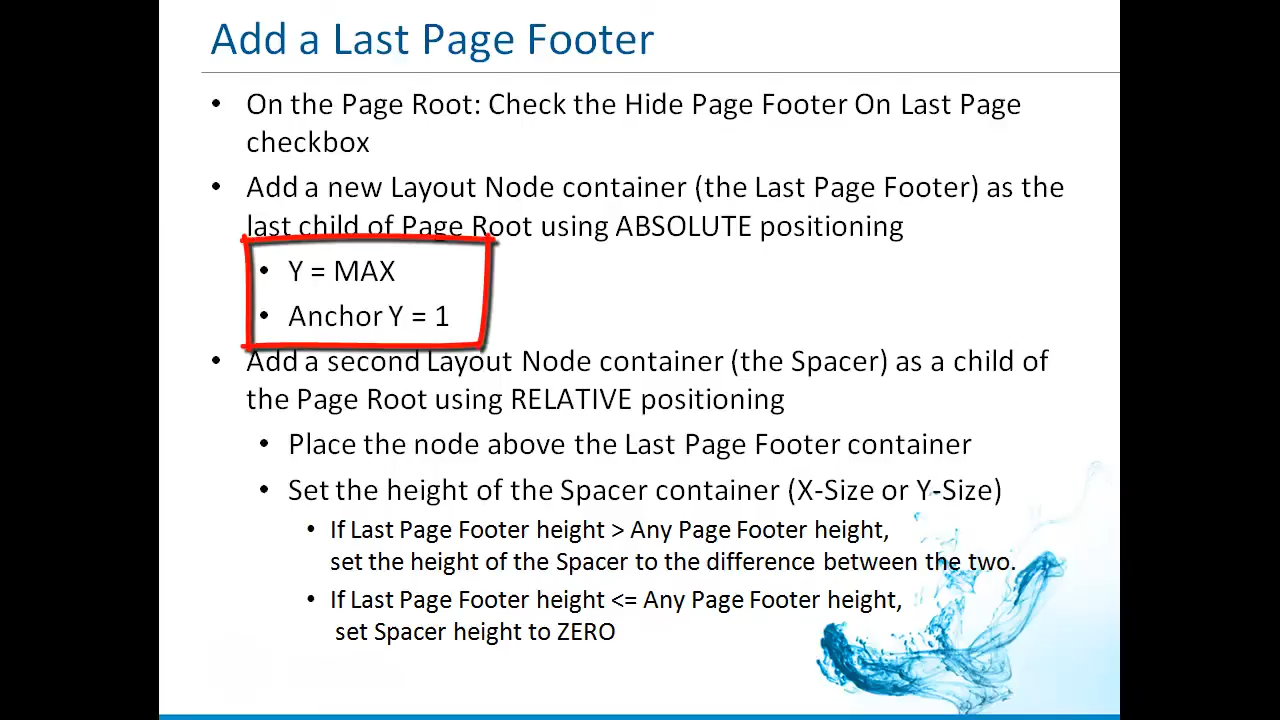 Add a Last Page Footer
• On the Page Root: Check the Hide Page Footer On Last Page
checkbox
• Add a new Layout Node container (the Last Page Footer) as the
last child of Page Root using ABSOLUTE positioning
• Y = MAX
• Anchor Y = 1
• Add a second Layout Node container (the Spacer) as a child of
the Page Root using RELATIVE positioning
• Place the node above the Last Page Footer container
• Set the height of the Spacer container (X-Size or Y-Size)
• If Last Page Footer height > Any Page Footer height,
set the height of the Spacer to the difference between the two.
• If Last Page Footer height <= Any Page Footer height,
set Spacer height to ZERO